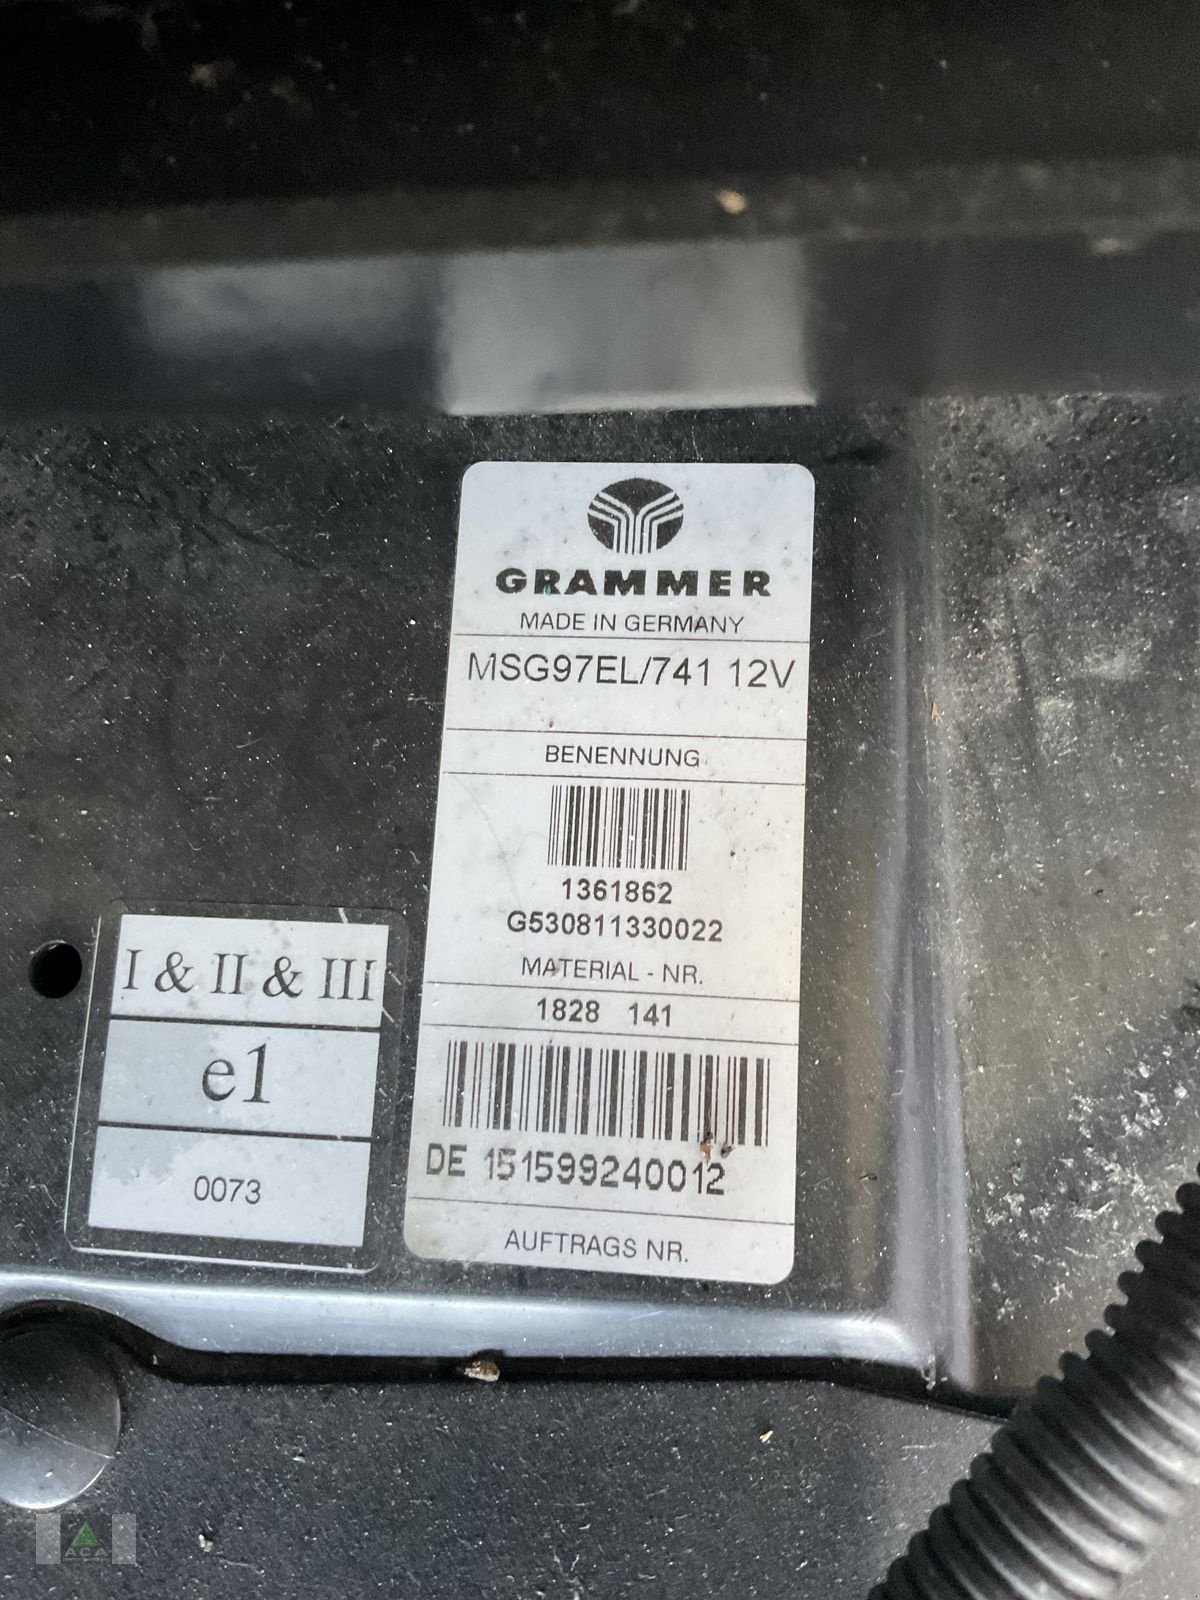 GRAMMER
MADE IN GERMANY
MSG97EL/741 12V
BENENNUNG
1361862
G530811330022
MATERIAL - NR.
1828 141
DE 151599240012
AUFTRAGS NR.
I & II & III
e1
0073
ACA